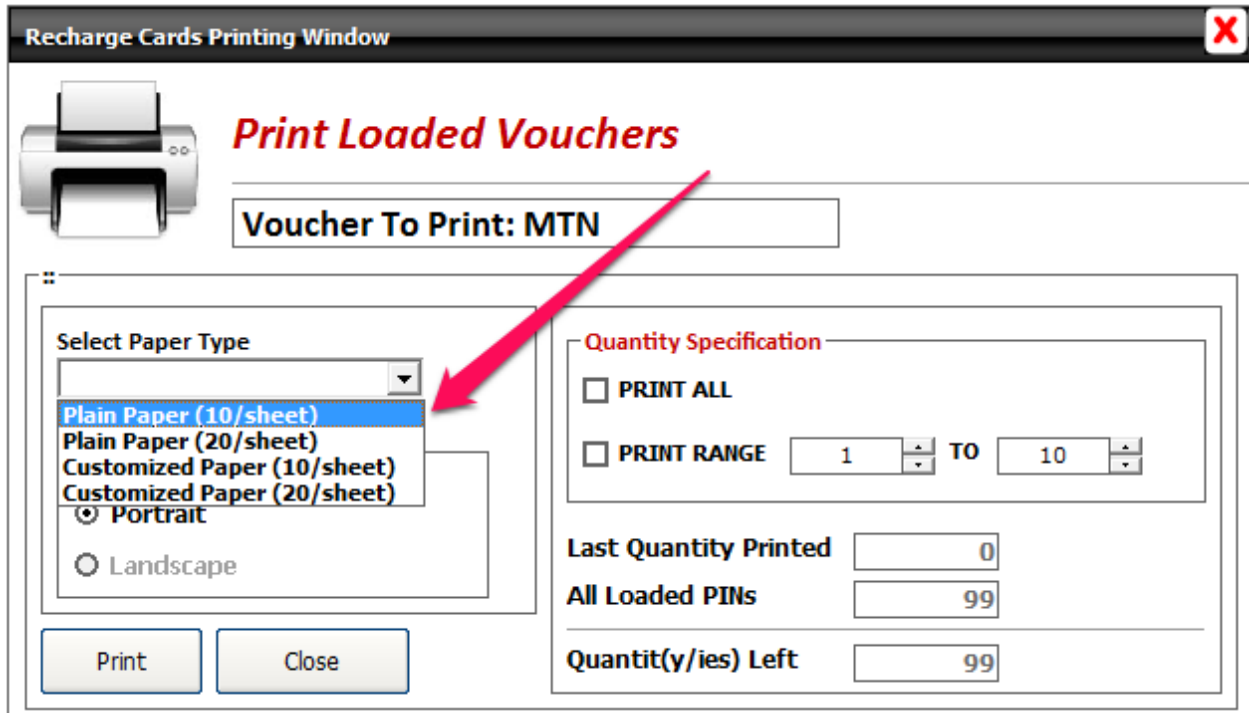 Recharge Cards Printing Window
X
Print Loaded Vouchers
Voucher To Print: MTN
::
Select Paper Type
Plain Paper (10/sheet)
Plain Paper (20/sheet)
Customized Paper (10/sheet)
Customized Paper (20/sheet)
Portrait
Landscape
Print Close
Quantity Specification
PRINT ALL
PRINT RANGE 1 TO 10
Last Quantity Printed 0
All Loaded PINs 99
Quantit(y/ies) Left 99